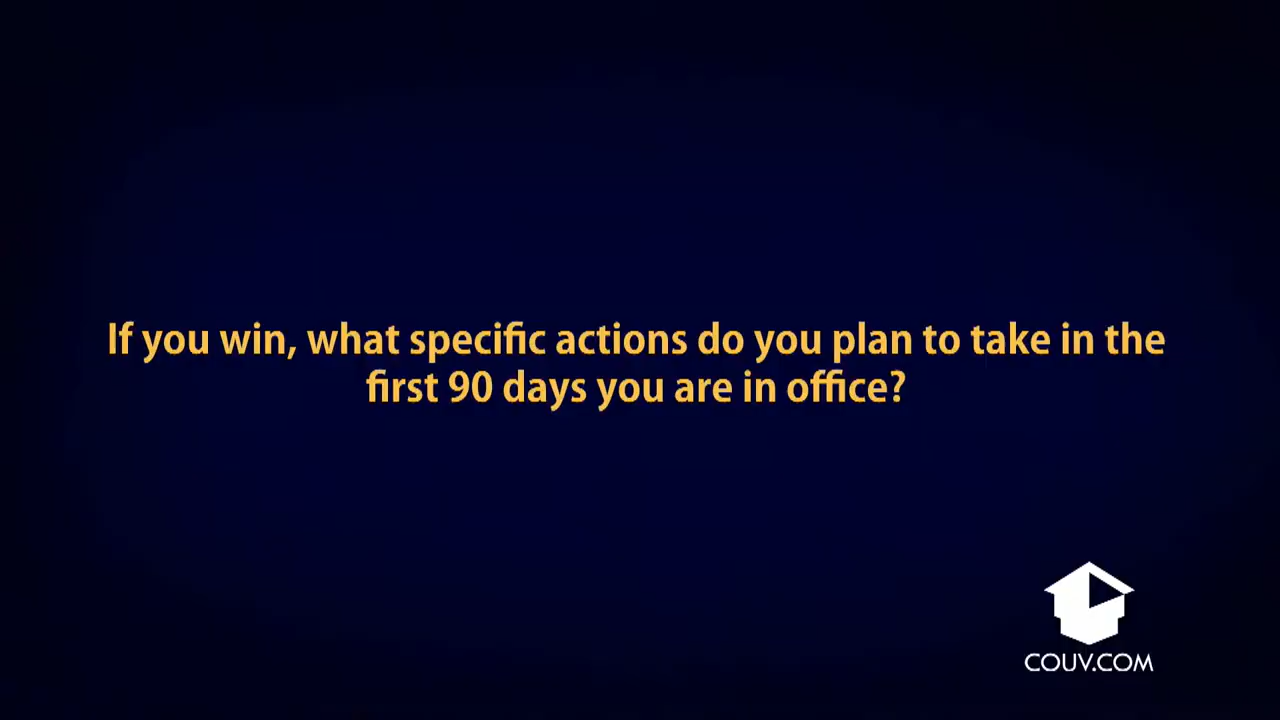 If you win, what specific actions do you plan to take in the
first 90 days you are in office?
COUV.COM